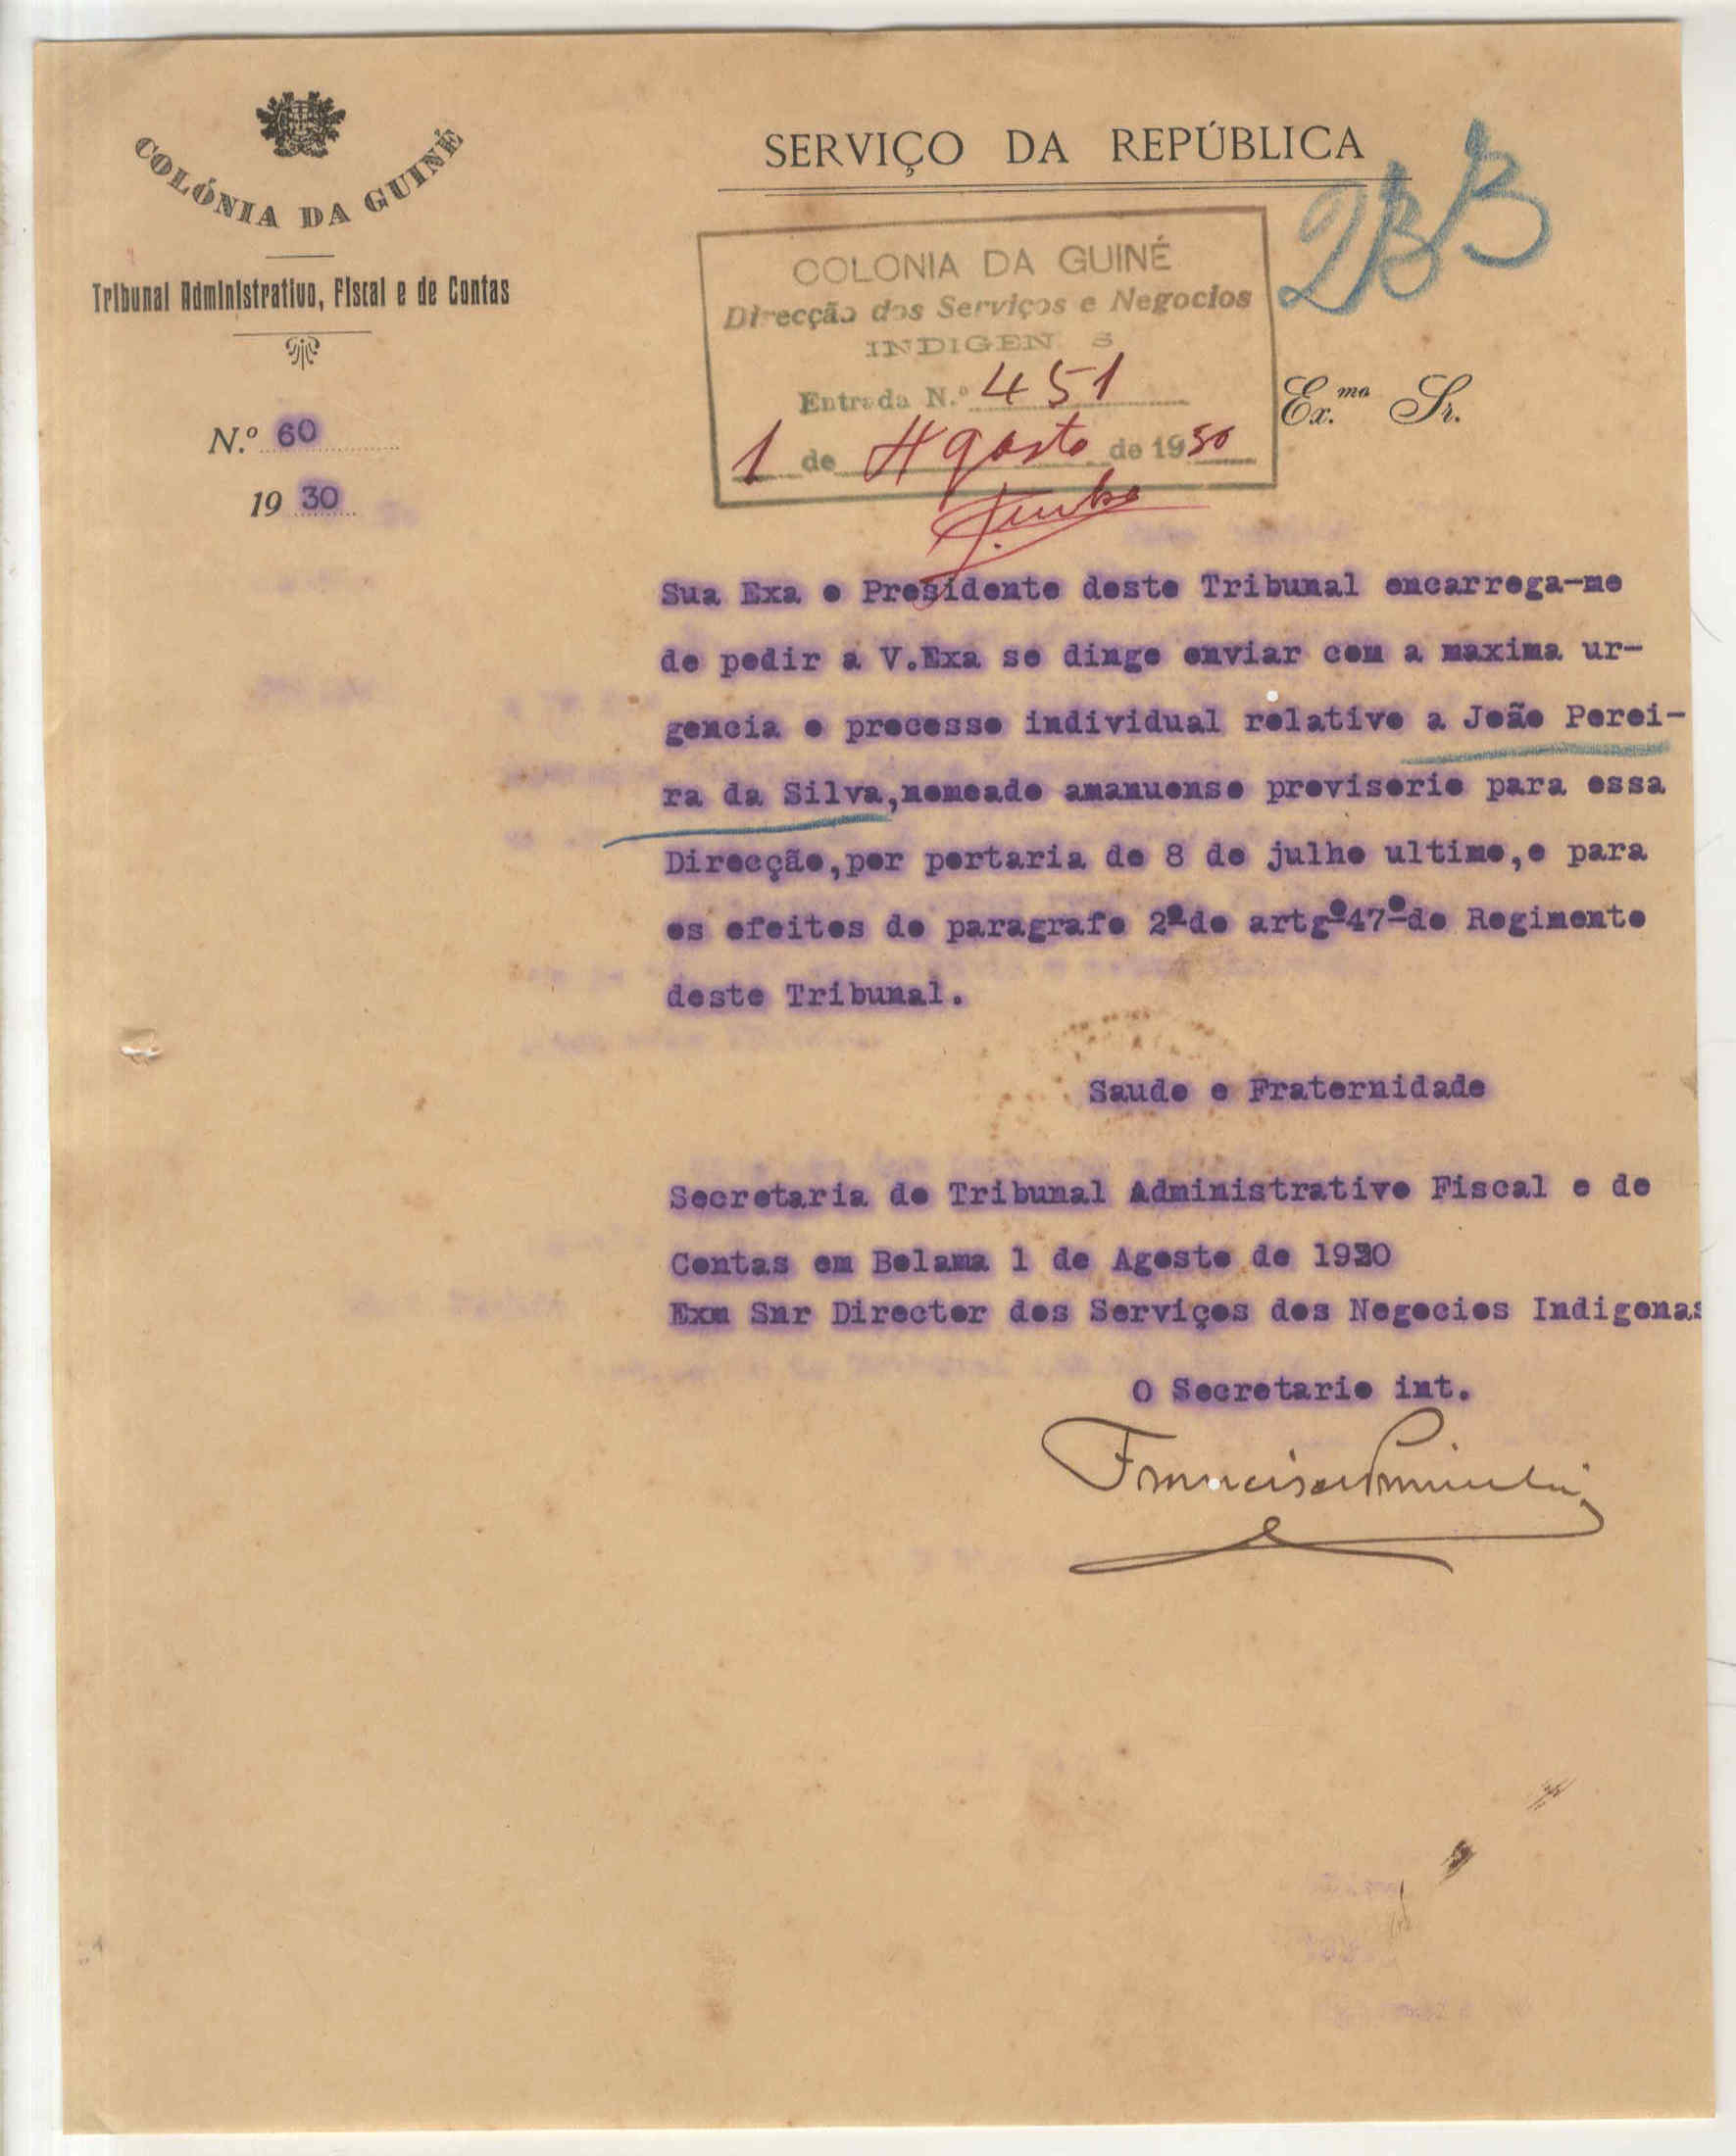 COLÓNIA DA GUINÉ
Tribunal Administrativo, Fiscal e de Contas
N.º 60
1930
SERVIÇO DA REPÚBLICA
COLONIA DA GUINÉ
Direcção dos Serviços e Negocios
INDIGEN S
Entrada N.º 451
1 de Agosto de 1930
Ex.mo Sr.
Sua Exa o Presidente deste Tribunal encarrega-me
de pedir a V.Exa se dinge enviar com a maxima ur-
gencia o processo individual relativo a João Perei-
ra da Silva,nomeado amanuense provisorio para essa
Direcção,por portaria de 8 de julho ultimo,e para
os efeitos do paragrafo 2º do artgº 47º do Regimento
deste Tribunal.
Saude e Fraternidade
Secretaria do Tribunal Administrativo Fiscal e de
Contas em Bolama 1 de Agosto de 1930
Exm Snr Director dos Serviços dos Negocios Indigenas
O Secretario int.
Francisco